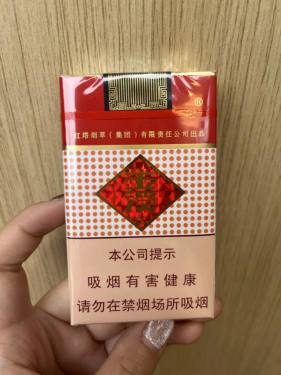 ®
红塔烟草（集团）有限责任公司出品
本公司提示
吸烟有害健康
请勿在禁烟场所吸烟